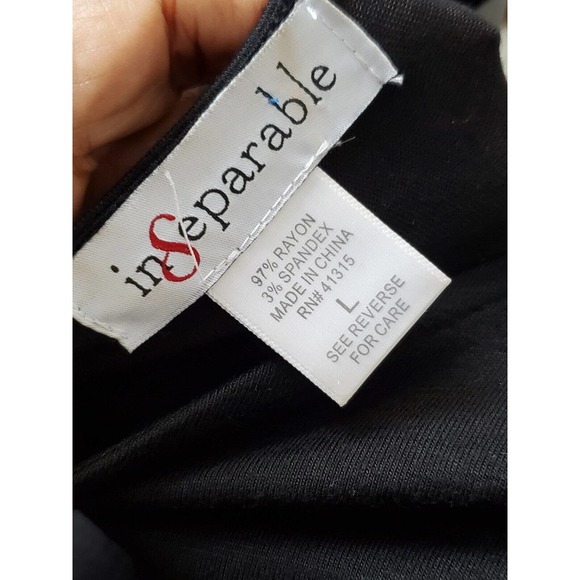 inSeparable
97% RAYON
3% SPANDEX
MADE IN CHINA
RN# 41315
L
SEE REVERSE
FOR CARE